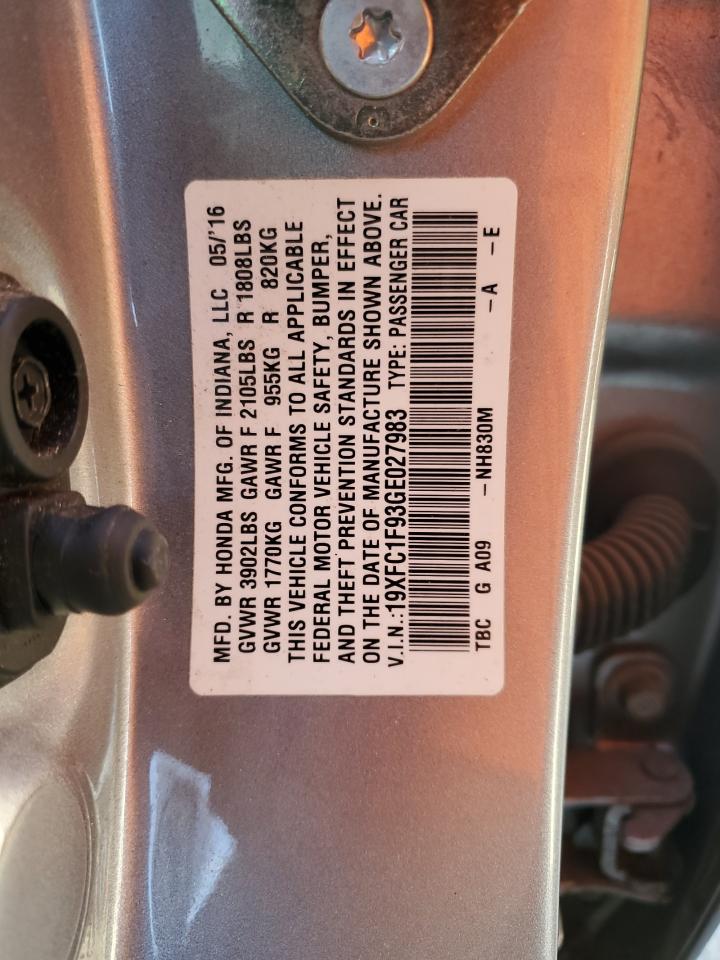 MFD. BY HONDA MFG. OF INDIANA, LLC 05/'16
GVWR 3902LBS GAWR F 2105LBS R 1808LBS
GVWR 1770KG GAWR F 955KG R 820KG
THIS VEHICLE CONFORMS TO ALL APPLICABLE
FEDERAL MOTOR VEHICLE SAFETY, BUMPER,
AND THEFT PREVENTION STANDARDS IN EFFECT
ON THE DATE OF MANUFACTURE SHOWN ABOVE.
V.I.N.:19XFC1F93GE027983 TYPE: PASSENGER CAR
TBC G A09 -NH830M -A -E